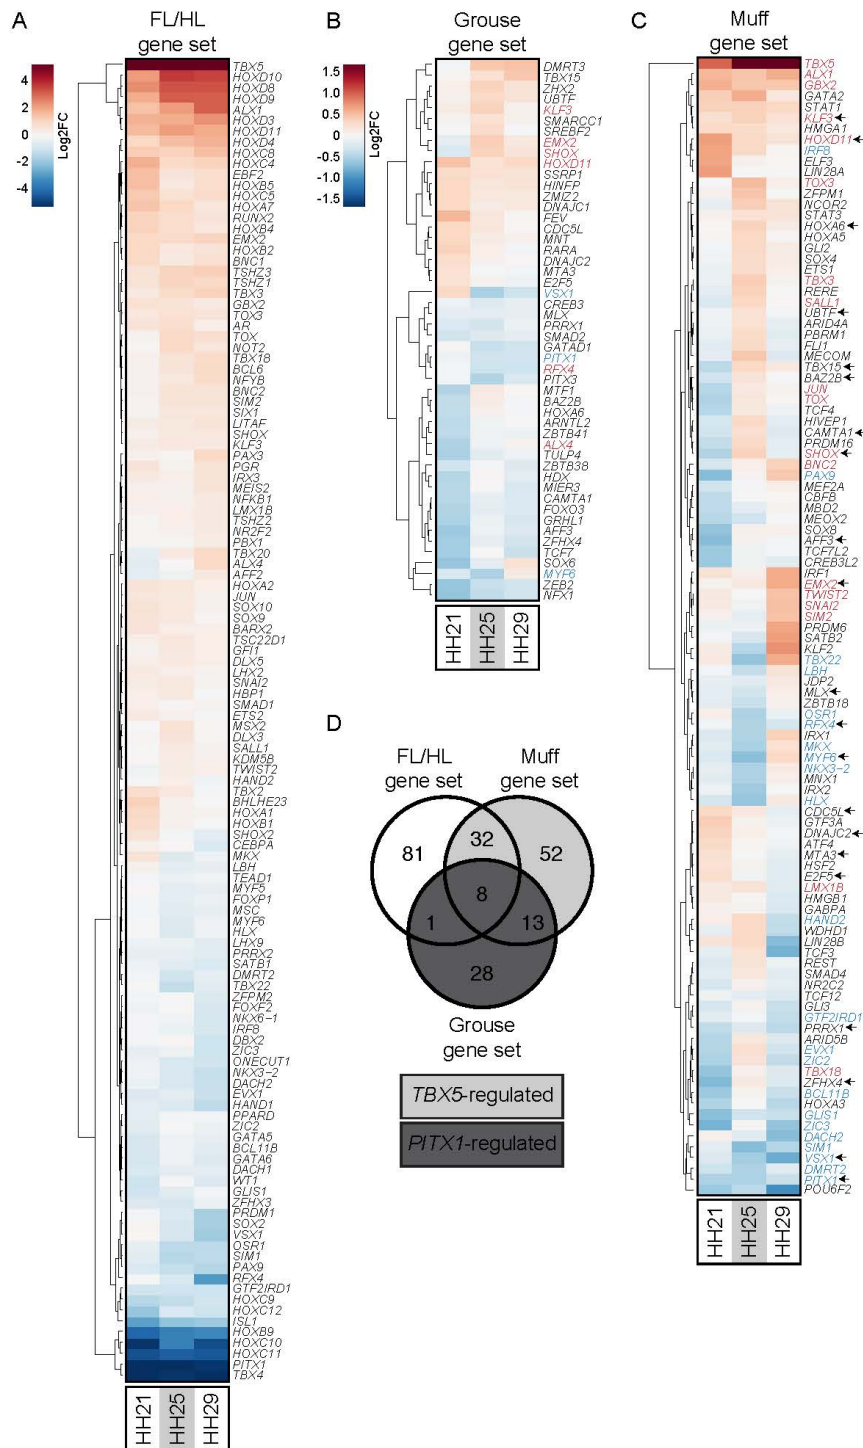 A
FL/HL
gene set
4
2
0
-2
-4
Log2FC
TBX5
HOXD10
HOXD8
HOXD9
ALX1
HOXD3
HOXD11
HOXD4
HOXC8
HOXC4
EBF2
HOXB5
HOXC5
HOXA7
RUNX2
HOXB4
EMX2
HOXB2
BNC1
TSHZ3
TSHZ1
TBX3
GBX2
TOX3
AR
TOX
NOT2
TBX18
BCL6
NFYB
BNC2
SIM2
SIX1
LITAF
SHOX
KLF3
PAX3
PGR
IRX3
MEIS2
NFKB1
LMX1B
TSHZ2
NR2F2
PBX1
TBX20
ALX4
AFF2
HOXA2
JUN
SOX10
SOX9
BARX2
TSC22D1
GFI1
DLX5
LHX2
SNAI2
HBP1
SMAD1
ETS2
MSX2
DLX3
SALL1
KDM5B
TWIST2
HAND2
TBX2
BHLHE23
HOXA1
HOXB1
SHOX2
CEBPA
MKX
LBH
TEAD1
MYF5
FOXP1
MSC
MYF6
HLX
LHX9
PRRX2
SATB1
DMRT2
TBX22
ZFPM2
FOXF2
NKX6-1
IRF8
DBX2
ZIC3
ONECUT1
NKX3-2
DACH2
EVX1
HAND1
PPARD
ZIC2
GATA5
BCL11B
GATA6
DACH1
WT1
GLIS1
ZFHX3
PRDM1
SOX2
VSX1
OSR1
SIM1
PAX9
RFX4
GTF2IRD1
HOXC9
HOXC12
ISL1
HOXB9
HOXC10
HOXC11
PITX1
TBX4
HH21
HH25
HH29
B
Grouse
gene set
1.5
1.0
0.5
0
-0.5
-1.0
-1.5
Log2FC
DMRT3
TBX15
ZHX2
UBTF
KLF3
SMARCC1
SREBF2
EMX2
SHOX
HOXD11
SSRP1
HINFP
ZMIZ2
DNAJC1
FEV
CDC5L
MNT
RARA
DNAJC2
MTA3
E2F5
VSX1
CREB3
MLX
PRRX1
SMAD2
GATAD1
PITX1
RFX4
PITX3
MTF1
BAZ2B
HOXA6
ARNTL2
ZBTB41
ALX4
TULP4
ZBTB38
HDX
MIER3
CAMTA1
FOXO3
GRHL1
AFF3
ZFHX4
TCF7
SOX6
MYF6
ZEB2
NFX1
HH21
HH25
HH29
C
Muff
gene set
TBX5
ALX1
GBX2
GATA2
STAT1
KLF3
HMGA1
HOXD11
IRF8
ELF3
LIN28A
TOX3
ZFPM1
NCOR2
STAT3
HOXA6
HOXA5
GLI2
SOX4
ETS1
TBX3
RERE
SALL1
UBTF
ARID4A
PBRM1
FLI1
MECOM
TBX15
BAZ2B
JUN
TOX
TCF4
HIVEP1
CAMTA1
PRDM16
SHOX
BNC2
PAX9
MEF2A
CBFB
MBD2
MEOX2
SOX8
AFF3
TCF7L2
CREB3L2
IRF1
EMX2
TWIST2
SNAI2
SIM2
PRDM6
SATB2
KLF2
TBX22
LBH
JDP2
MLX
ZBTB18
OSR1
RFX4
IRX1
MKX
MYF6
NKX3-2
MNX1
IRX2
HLX
CDC5L
GTF3A
DNAJC2
ATF4
MTA3
HSF2
E2F5
LMX1B
HMGB1
GABPA
HAND2
WDHD1
LIN28B
TCF3
REST
SMAD4
NR2C2
TCF12
GLI3
GTF2IRD1
PRRX1
ARID5B
EVX1
ZIC2
TBX18
ZFHX4
BCL11B
HOXA3
GLIS1
ZIC3
DACH2
SIM1
VSX1
DMRT2
PITX1
POU6F2
HH21
HH25
HH29
D
FL/HL
gene set
Muff
gene set
81
32
52
8
1
13
28
Grouse
gene set
TBX5-regulated
PITX1-regulated